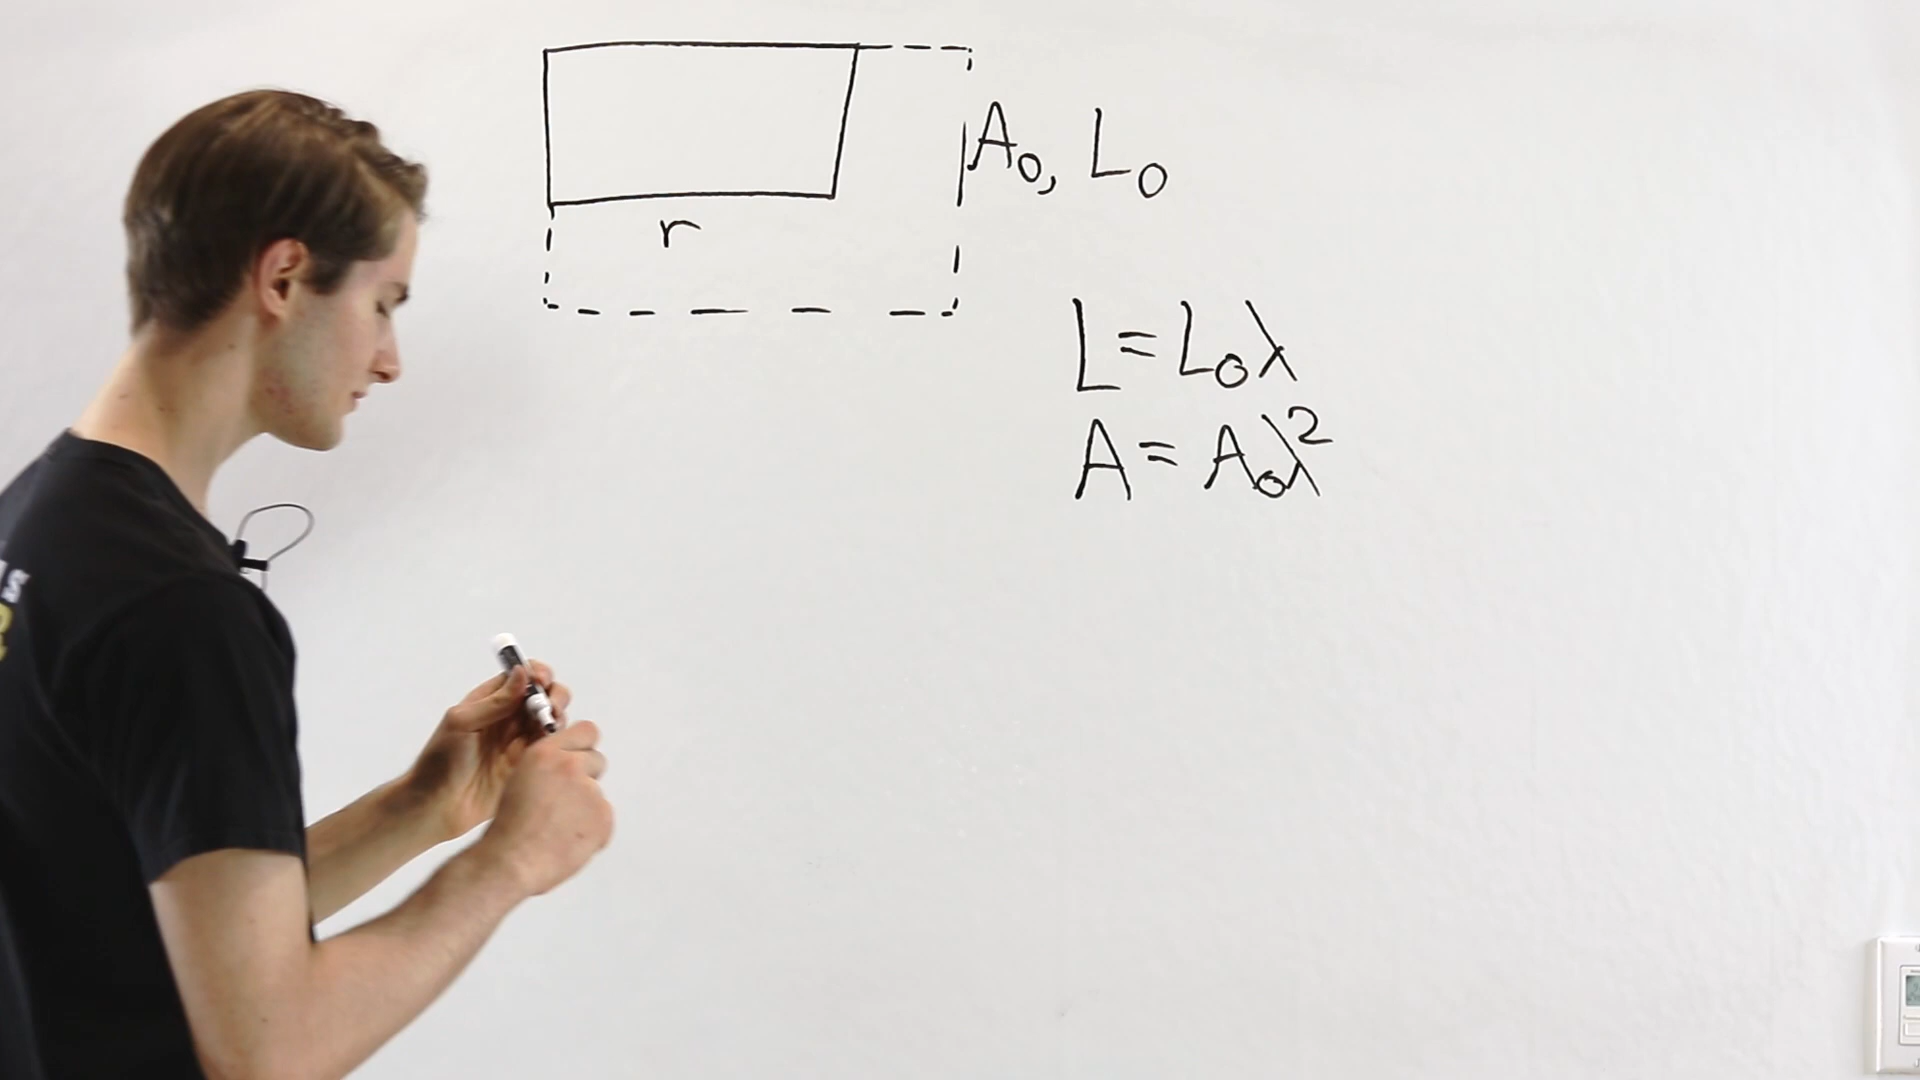 A₀, L₀
r
L = L₀λ
A = A₀λ²